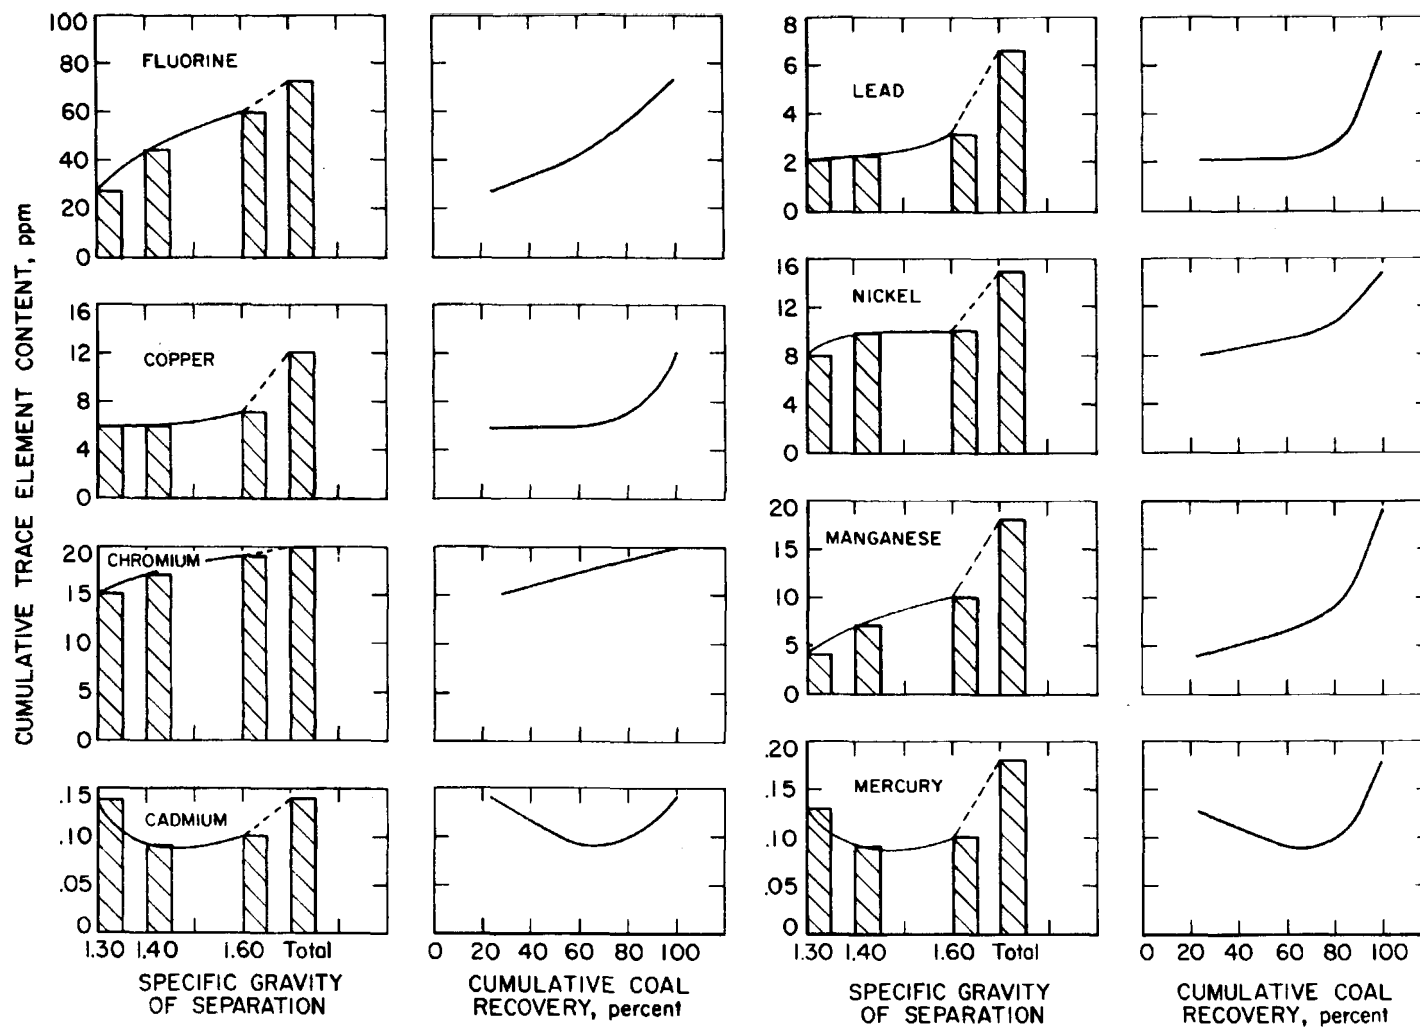 CUMULATIVE TRACE ELEMENT CONTENT, ppm
100
80
60
40
20
0
FLUORINE
16
12
8
4
0
COPPER
20
15
10
5
0
CHROMIUM
.15
.10
.05
0
CADMIUM
1.30 1.40 1.60 Total
SPECIFIC GRAVITY
OF SEPARATION
0 20 40 60 80 100
CUMULATIVE COAL
RECOVERY, percent
8
6
4
2
0
LEAD
16
12
8
4
0
NICKEL
20
15
10
5
0
MANGANESE
.20
.15
.10
.05
0
MERCURY
1.30 1.40 1.60 Total
SPECIFIC GRAVITY
OF SEPARATION
0 20 40 60 80 100
CUMULATIVE COAL
RECOVERY, percent